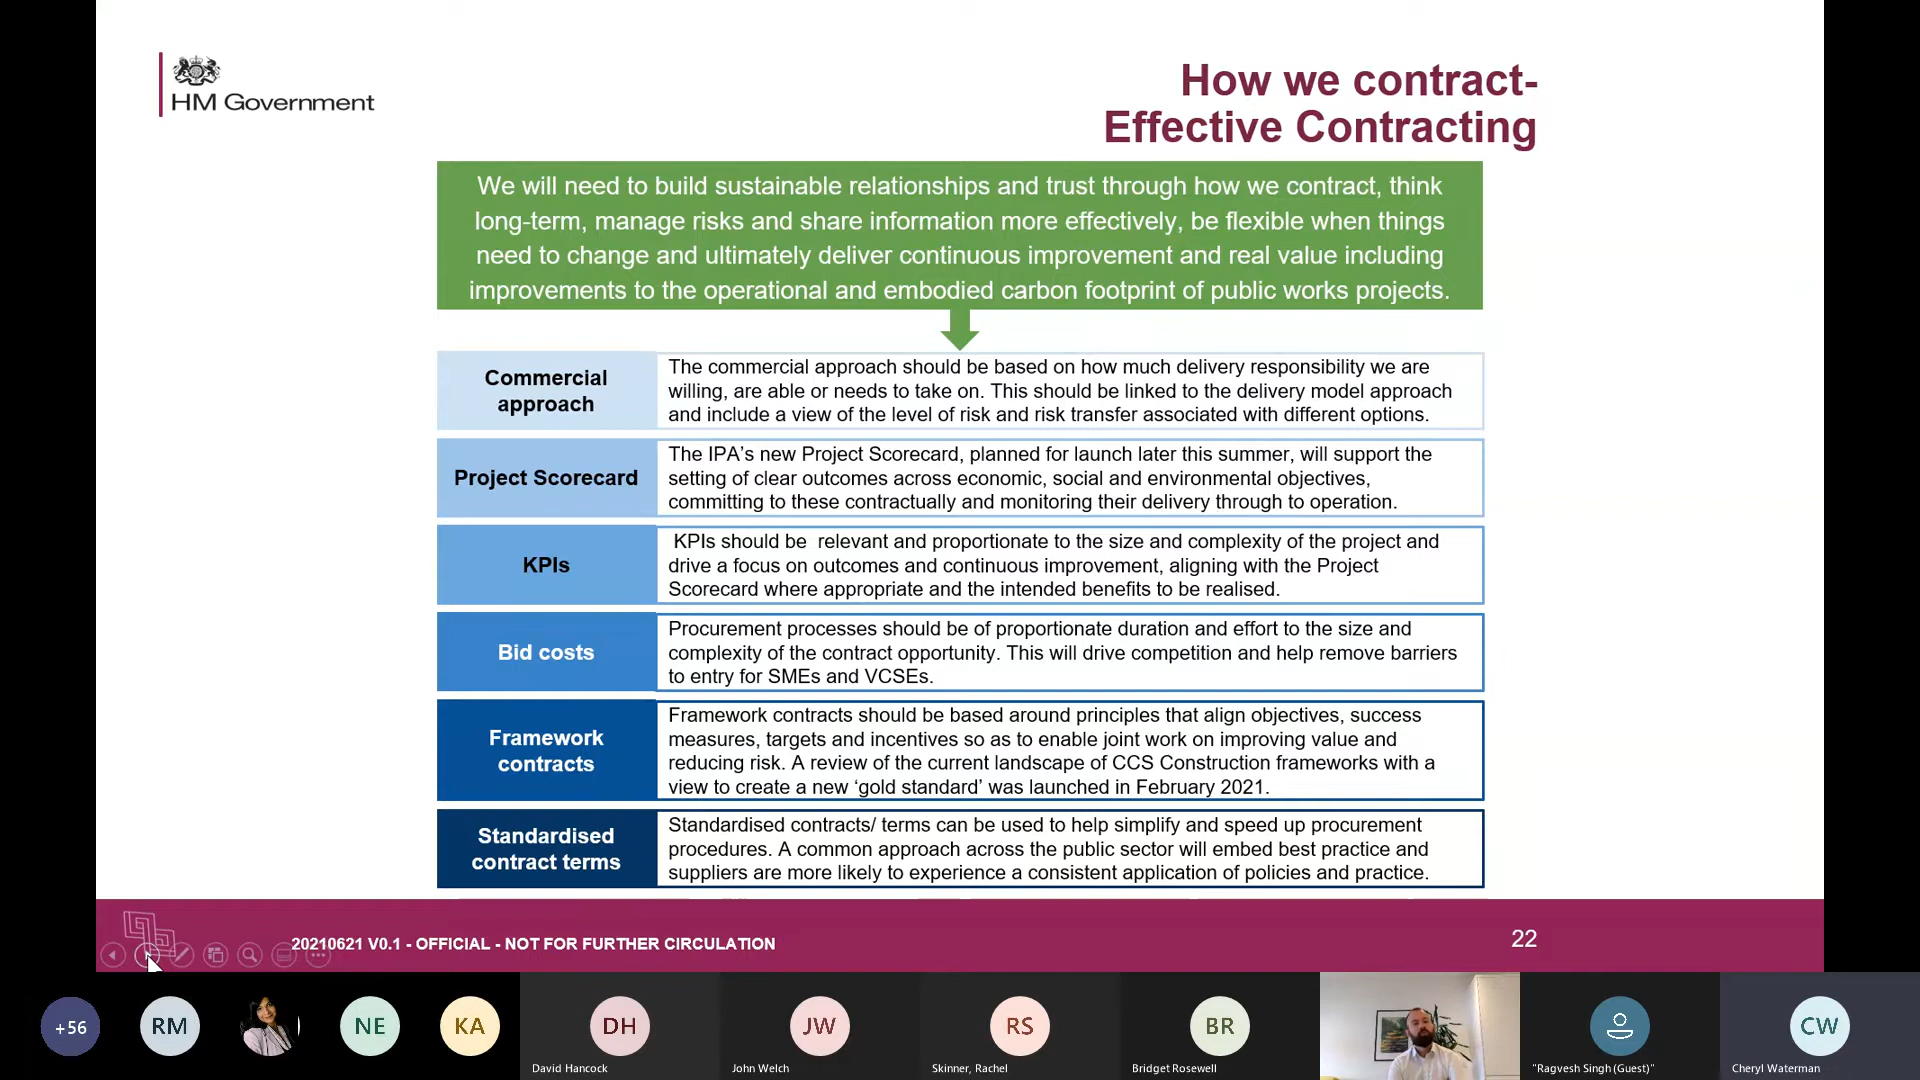 HM Government
How we contract-
Effective Contracting
We will need to build sustainable relationships and trust through how we contract, think
long-term, manage risks and share information more effectively, be flexible when things
need to change and ultimately deliver continuous improvement and real value including
improvements to the operational and embodied carbon footprint of public works projects.
Commercial
approach
The commercial approach should be based on how much delivery responsibility we are
willing, are able or needs to take on. This should be linked to the delivery model approach
and include a view of the level of risk and risk transfer associated with different options.
Project Scorecard
The IPA’s new Project Scorecard, planned for launch later this summer, will support the
setting of clear outcomes across economic, social and environmental objectives,
committing to these contractually and monitoring their delivery through to operation.
KPIs
KPIs should be  relevant and proportionate to the size and complexity of the project and
drive a focus on outcomes and continuous improvement, aligning with the Project
Scorecard where appropriate and the intended benefits to be realised.
Bid costs
Procurement processes should be of proportionate duration and effort to the size and
complexity of the contract opportunity. This will drive competition and help remove barriers
to entry for SMEs and VCSEs.
Framework
contracts
Framework contracts should be based around principles that align objectives, success
measures, targets and incentives so as to enable joint work on improving value and
reducing risk. A review of the current landscape of CCS Construction frameworks with a
view to create a new ‘gold standard’ was launched in February 2021.
Standardised
contract terms
Standardised contracts/ terms can be used to help simplify and speed up procurement
procedures. A common approach across the public sector will embed best practice and
suppliers are more likely to experience a consistent application of policies and practice.
20210621 V0.1 - OFFICIAL - NOT FOR FURTHER CIRCULATION
22
+56
RM
NE
KA
DH
David Hancock
JW
John Welch
RS
Skinner, Rachel
BR
Bridget Rosewell
"Ragvesh Singh (Guest)"
CW
Cheryl Waterman